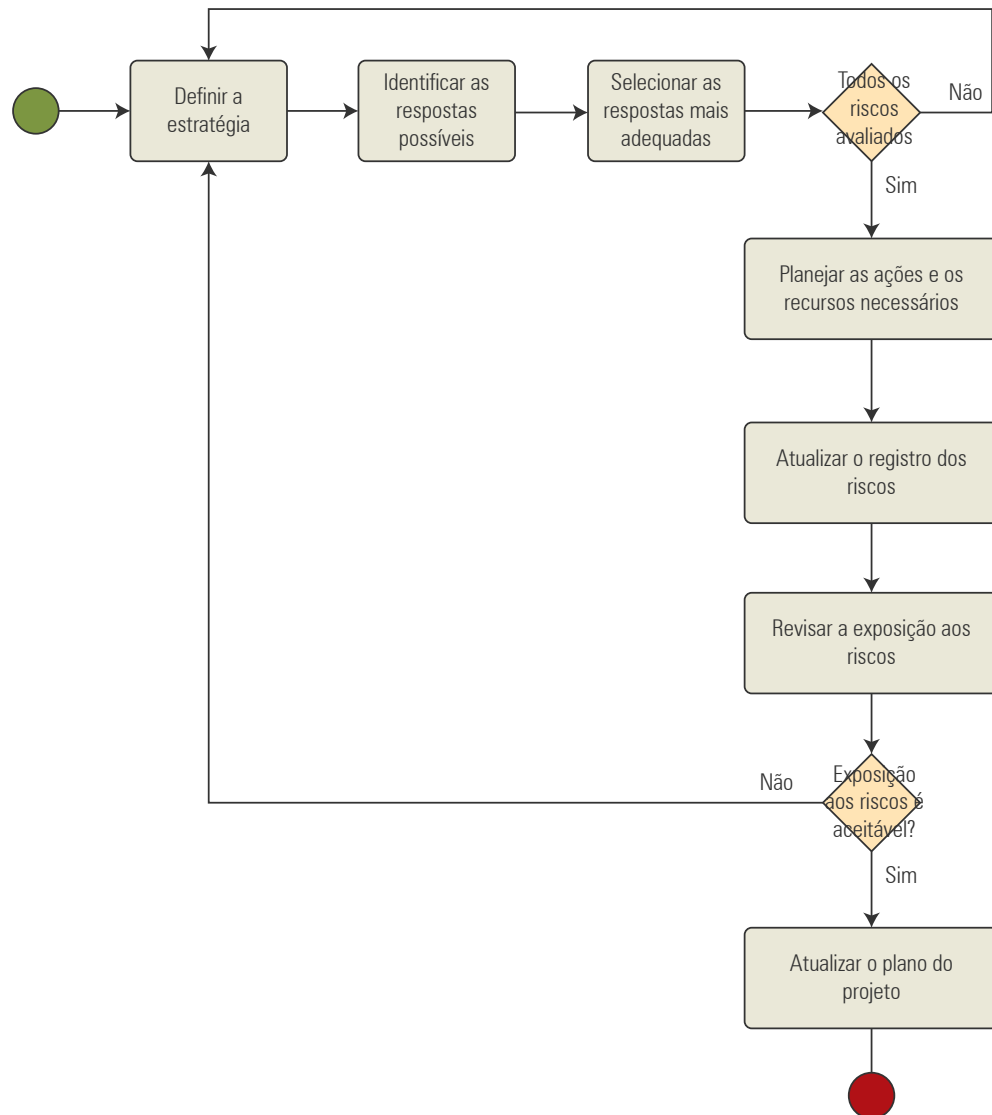 Definir a
estratégia
Identificar as
respostas
possíveis
Selecionar as
respostas mais
adequadas
Todos os
riscos
avaliados
Não
Sim
Planejar as ações e os
recursos necessários
Atualizar o registro dos
riscos
Revisar a exposição aos
riscos
Não
Exposição
aos riscos é
aceitável?
Sim
Atualizar o plano do
projeto